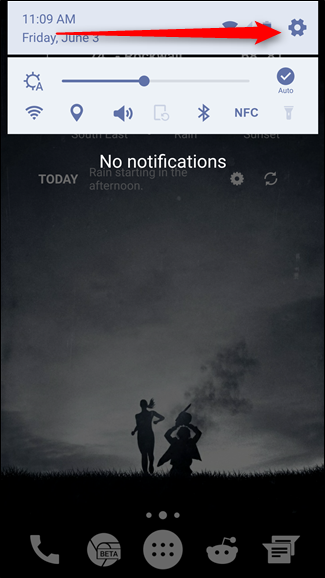 11:09 AM
Friday, June 3
A
Auto
NFC
South East Rain Sunset
No notifications
TODAY Rain starting in the
afternoon.
BETA